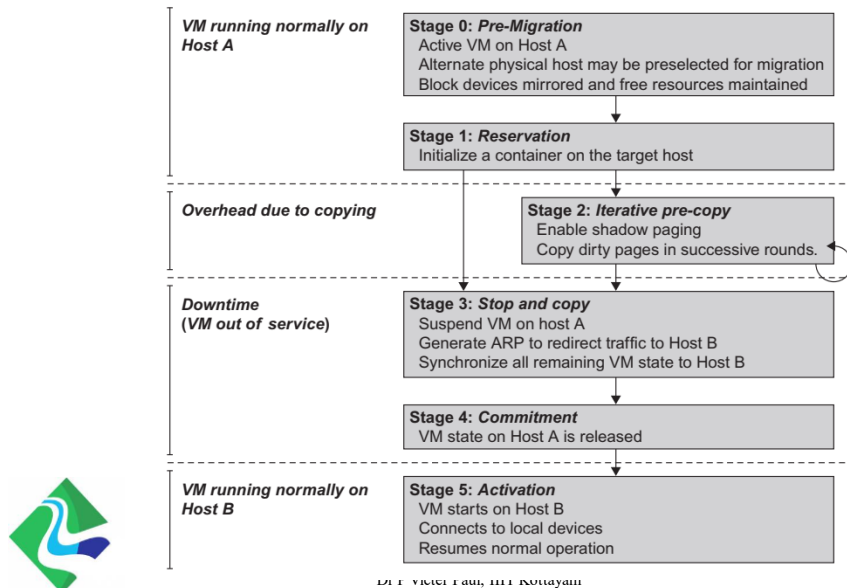 VM running normally on
Host A
Stage 0: Pre-Migration
Active VM on Host A
Alternate physical host may be preselected for migration
Block devices mirrored and free resources maintained
Stage 1: Reservation
Initialize a container on the target host
Overhead due to copying
Stage 2: Iterative pre-copy
Enable shadow paging
Copy dirty pages in successive rounds.
Downtime
(VM out of service)
Stage 3: Stop and copy
Suspend VM on host A
Generate ARP to redirect traffic to Host B
Synchronize all remaining VM state to Host B
Stage 4: Commitment
VM state on Host A is released
VM running normally on
Host B
Stage 5: Activation
VM starts on Host B
Connects to local devices
Resumes normal operation
Paul, Kottayam